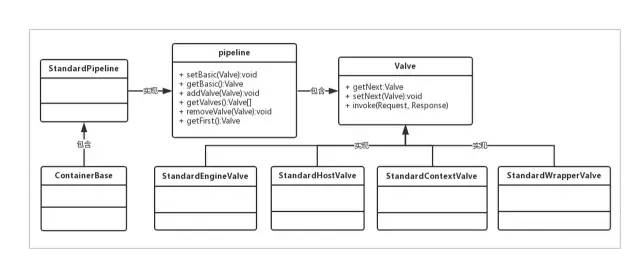 pipeline
Valve
StandardPipeline
+ setBasic(Valve):void
+ getBasic():Valve
+ addValve(Valve):void
+ getValves():Valve[]
+ removeValve(Valve):void
+ getFirst():Valve
+ getNext:Valve
+ setNext(Valve):void
+ invoke(Request, Response)
实现
包含
包含
实现
实现
ContainerBase
StandardEngineValve
StandardHostValve
StandardContextValve
StandardWrapperValve